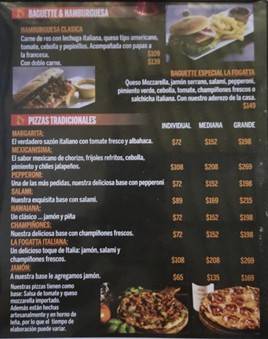 BAGUETTE & HAMBURGUESA
HAMBURGUESA CLASICA
Carne de res con lechuga italiana, queso tipo americano,
tomate, cebolla y pepinillos. Acompañada con papas a
la francesa. $109
Con doble carne. $139
BAGUETTE ESPECIAL LA FOGATTA
Queso Mozzarella, jamón serrano, salami, pepperoni,
pimiento verde, cebolla, tomate, champiñones frescos o
salchicha italiana. Con nuestro aderezo de la casa.
$149
PIZZAS TRADICIONALES
INDIVIDUAL MEDIANA GRANDE
MARGARITA:
El verdadero sazón italiano con tomate fresco y albahaca. $72 $152 $198
MEXICANISIMA:
El sabor mexicano de chorizo, frijoles refritos, cebolla,
pimiento y chiles jalapeños. $108 $208 $269
PEPPERONI:
Una de las más pedidas, nuestra deliciosa base con pepperoni $72 $152 $198
SALAMI:
Nuestra exquisita base con salami. $89 $169 $215
HAWAIANA:
Un clásico ... jamón y piña $72 $152 $198
CHAMPIÑONES:
Nuestra deliciosa base con champiñones frescos. $72 $152 $198
LA FOGATTA ITALIANA:
Un delicioso toque de Italia: jamón, salami y
champiñones frescos. $108 $208 $269
JAMÓN:
A nuestra base le agregamos jamón. $65 $135 $169
Nuestras pizzas tienen como
base: Salsa de tomate y queso
mozzarella importado.
Además están hechas
artesanalmente y en horno de
leña, por lo que el tiempo de
elaboración puede variar.